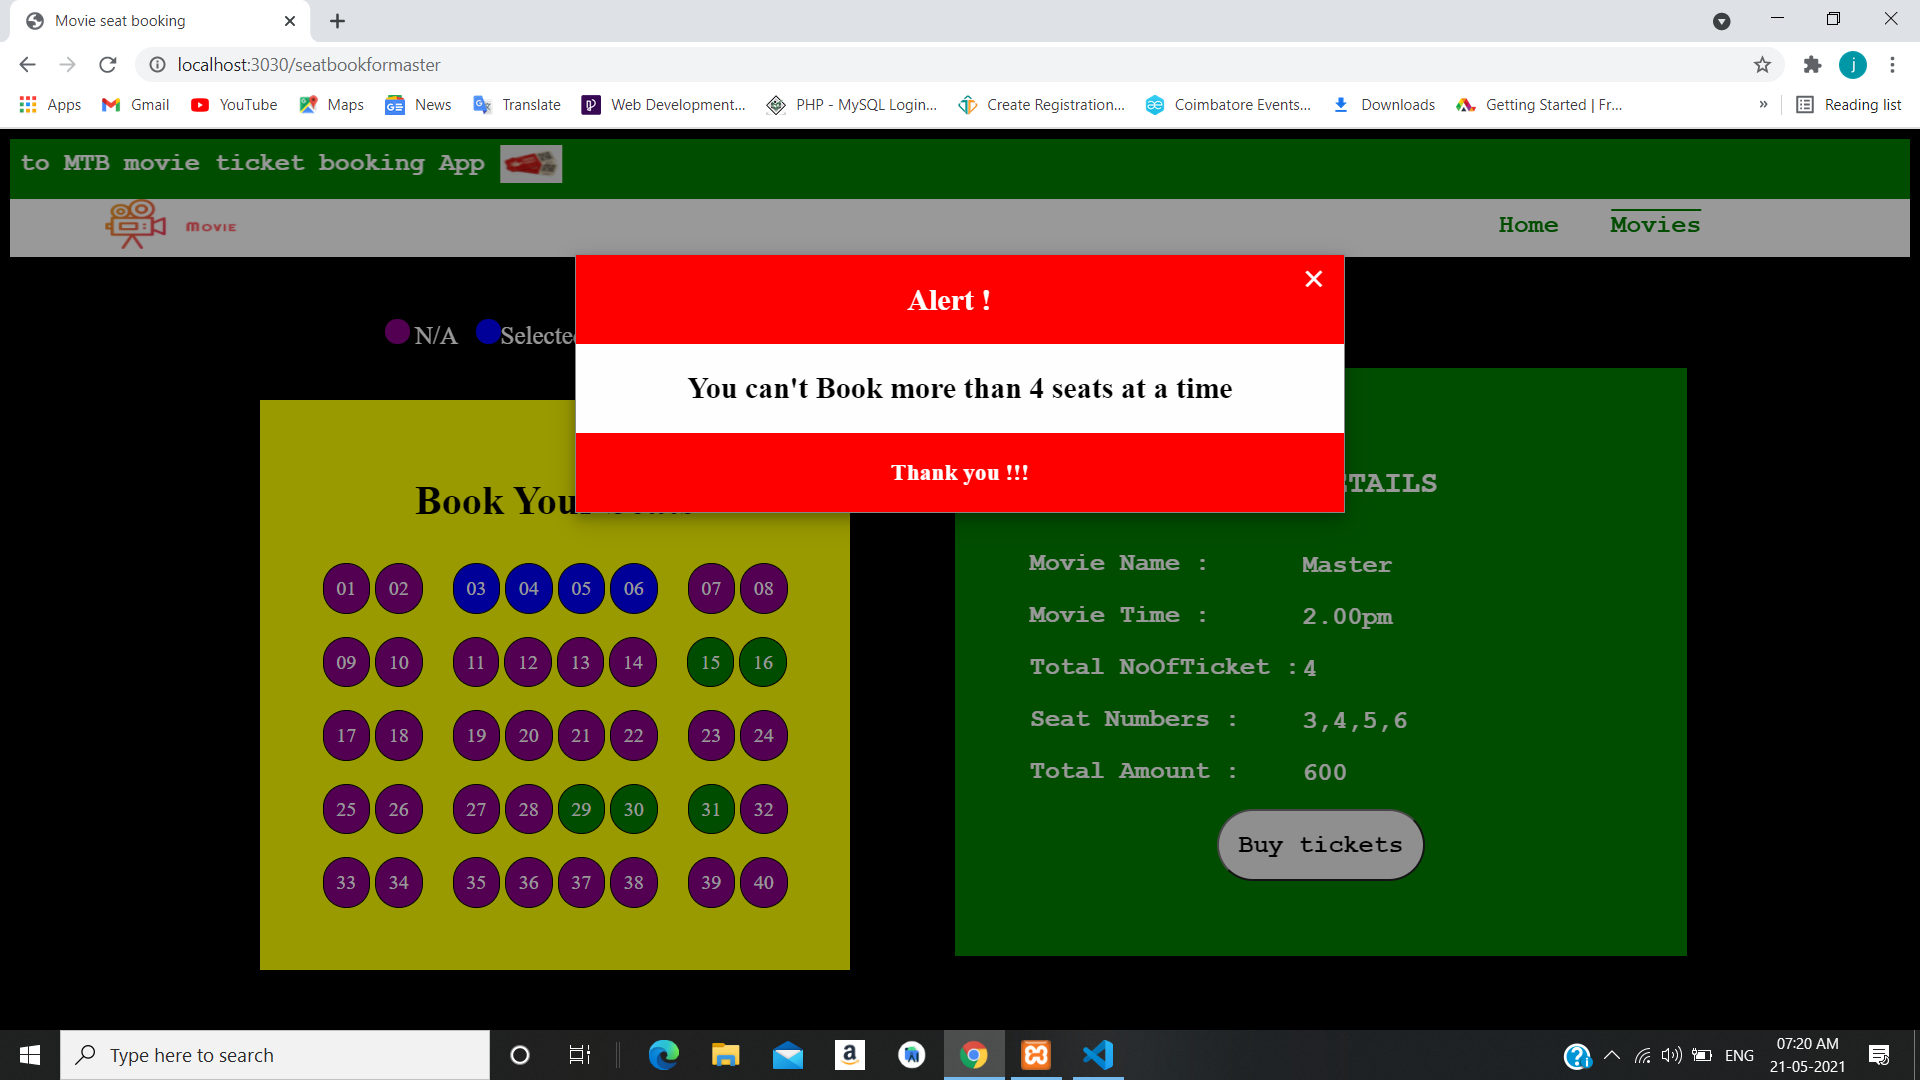 Movie seat booking
localhost:3030/seatbookformaster
j
Apps Gmail YouTube Maps News Translate Web Development... PHP - MySQL Login... Create Registration... Coimbatore Events... Downloads Getting Started | Fr... » Reading list
to MTB movie ticket booking App
Movie
Home Movies
Alert !
You can't Book more than 4 seats at a time
Thank you !!!
N/A
Book
01 02 03 04 05 06 07 08
09 10 11 12 13 14 15 16
17 18 19 20 21 22 23 24
25 26 27 28 29 30 31 32
33 34 35 36 37 38 39 40
Movie Name : Master
Movie Time : 2.00pm
Total NoOfTicket : 4
Seat Numbers : 3,4,5,6
Total Amount : 600
Buy tickets
Type here to search
ENG
07:20 AM
21-05-2021